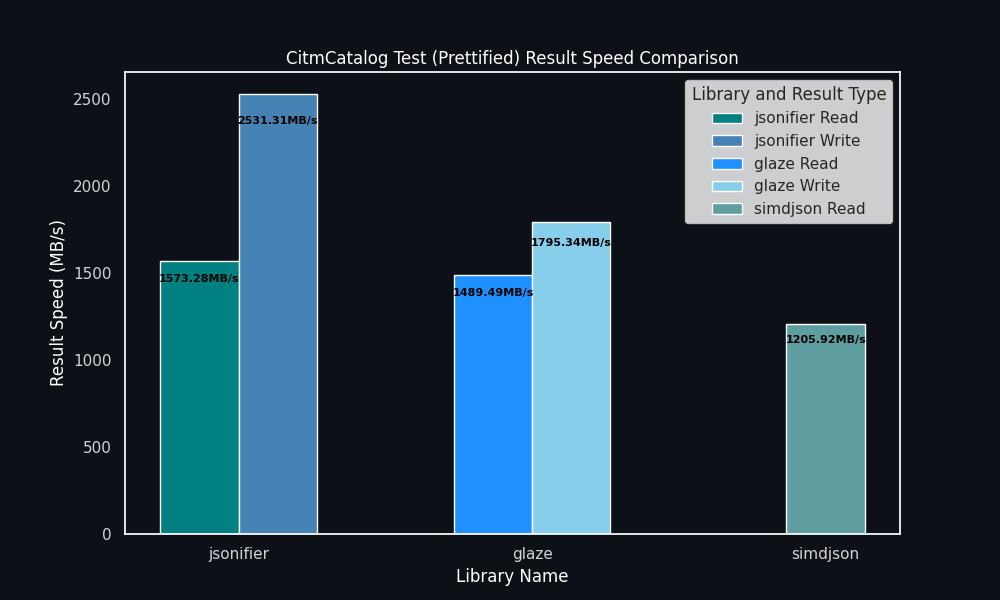 CitmCatalog Test (Prettified) Result Speed Comparison
Result Speed (MB/s)
2500
2000
1500
1000
500
0
2531.31MB/s
1573.28MB/s
1795.34MB/s
1489.49MB/s
1205.92MB/s
Library and Result Type
jsonifier Read
jsonifier Write
glaze Read
glaze Write
simdjson Read
jsonifier
glaze
simdjson
Library Name